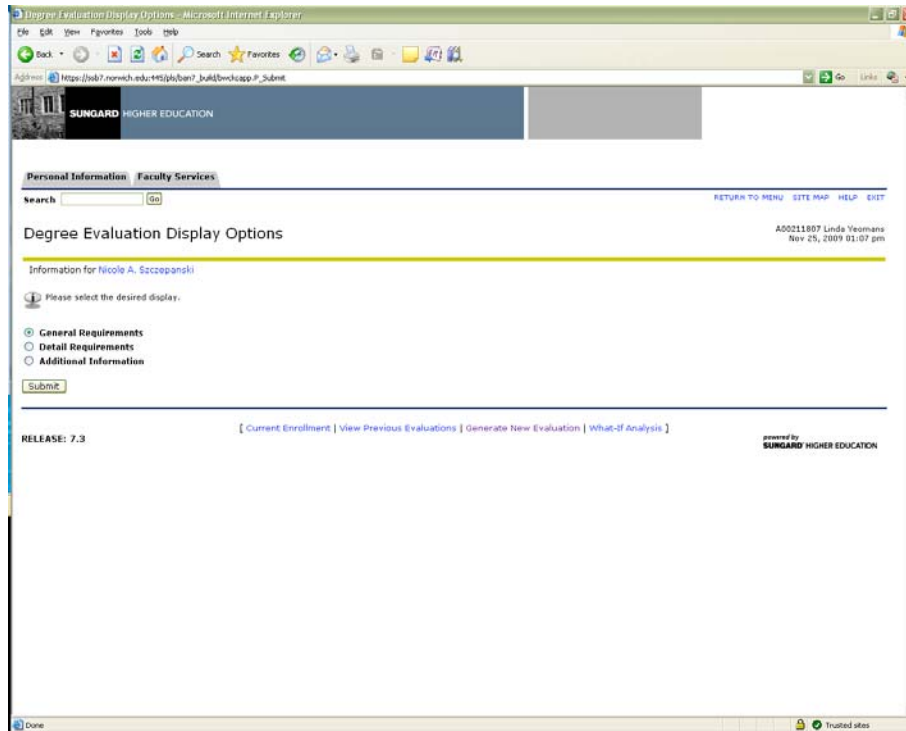 Degree Evaluation Display Options - Microsoft Internet Explorer
File Edit View Favorites Tools Help
Back Search Favorites
Address https://ssb7.norwich.edu:445/pls/ban7_build/bwckcapp.P_Submit Go Links
SUNGARD HIGHER EDUCATION
Personal Information Faculty Services
Search Go RETURN TO MENU SITE MAP HELP EXIT
Degree Evaluation Display Options A00211807 Linda Yeomans
Nov 25, 2009 01:07 pm
Information for Nicole A. Szczepanski
Please select the desired display.
General Requirements
Detail Requirements
Additional Information
Submit
[ Current Enrollment | View Previous Evaluations | Generate New Evaluation | What-If Analysis ]
RELEASE: 7.3 powered by
SUNGARD HIGHER EDUCATION
Done Trusted sites